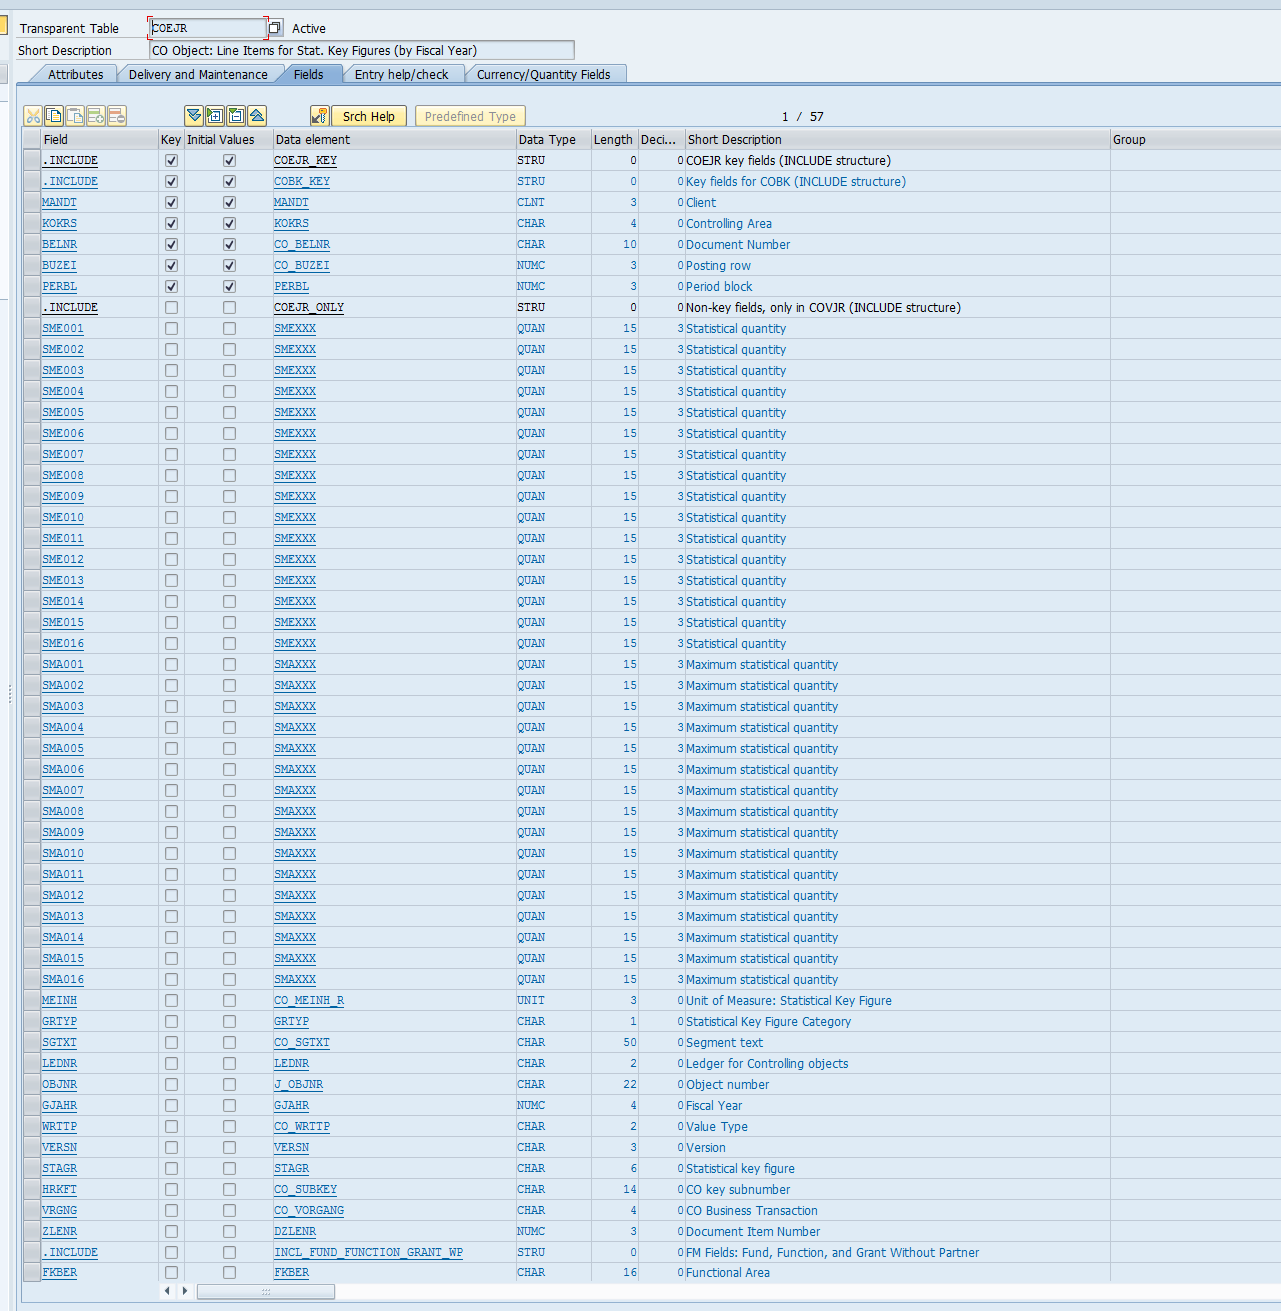 Transparent Table COEJR Active
Short Description CO Object: Line Items for Stat. Key Figures (by Fiscal Year)
Attributes Delivery and Maintenance Fields Entry help/check Currency/Quantity Fields
Srch Help Predefined Type 1 / 57
Field Key Initial Values Data element Data Type Length Deci... Short Description Group
.INCLUDE COEJR_KEY STRU 0 0 COEJR key fields (INCLUDE structure)
.INCLUDE COBK_KEY STRU 0 0 Key fields for COBK (INCLUDE structure)
MANDT MANDT CLNT 3 0 Client
KOKRS KOKRS CHAR 4 0 Controlling Area
BELNR CO_BELNR CHAR 10 0 Document Number
BUZEI CO_BUZEI NUMC 3 0 Posting row
PERBL PERBL NUMC 3 0 Period block
.INCLUDE COEJR_ONLY STRU 0 0 Non-key fields, only in COVJR (INCLUDE structure)
SME001 SMEXXX QUAN 15 3 Statistical quantity
SME002 SMEXXX QUAN 15 3 Statistical quantity
SME003 SMEXXX QUAN 15 3 Statistical quantity
SME004 SMEXXX QUAN 15 3 Statistical quantity
SME005 SMEXXX QUAN 15 3 Statistical quantity
SME006 SMEXXX QUAN 15 3 Statistical quantity
SME007 SMEXXX QUAN 15 3 Statistical quantity
SME008 SMEXXX QUAN 15 3 Statistical quantity
SME009 SMEXXX QUAN 15 3 Statistical quantity
SME010 SMEXXX QUAN 15 3 Statistical quantity
SME011 SMEXXX QUAN 15 3 Statistical quantity
SME012 SMEXXX QUAN 15 3 Statistical quantity
SME013 SMEXXX QUAN 15 3 Statistical quantity
SME014 SMEXXX QUAN 15 3 Statistical quantity
SME015 SMEXXX QUAN 15 3 Statistical quantity
SME016 SMEXXX QUAN 15 3 Statistical quantity
SMA001 SMAXXX QUAN 15 3 Maximum statistical quantity
SMA002 SMAXXX QUAN 15 3 Maximum statistical quantity
SMA003 SMAXXX QUAN 15 3 Maximum statistical quantity
SMA004 SMAXXX QUAN 15 3 Maximum statistical quantity
SMA005 SMAXXX QUAN 15 3 Maximum statistical quantity
SMA006 SMAXXX QUAN 15 3 Maximum statistical quantity
SMA007 SMAXXX QUAN 15 3 Maximum statistical quantity
SMA008 SMAXXX QUAN 15 3 Maximum statistical quantity
SMA009 SMAXXX QUAN 15 3 Maximum statistical quantity
SMA010 SMAXXX QUAN 15 3 Maximum statistical quantity
SMA011 SMAXXX QUAN 15 3 Maximum statistical quantity
SMA012 SMAXXX QUAN 15 3 Maximum statistical quantity
SMA013 SMAXXX QUAN 15 3 Maximum statistical quantity
SMA014 SMAXXX QUAN 15 3 Maximum statistical quantity
SMA015 SMAXXX QUAN 15 3 Maximum statistical quantity
SMA016 SMAXXX QUAN 15 3 Maximum statistical quantity
MEINH CO_MEINH_R UNIT 3 0 Unit of Measure: Statistical Key Figure
GRTYP GRTYP CHAR 1 0 Statistical Key Figure Category
SGTXT CO_SGTXT CHAR 50 0 Segment text
LEDNR LEDNR CHAR 2 0 Ledger for Controlling objects
OBJNR J_OBJNR CHAR 22 0 Object number
GJAHR GJAHR NUMC 4 0 Fiscal Year
WRTTP CO_WRTTP CHAR 2 0 Value Type
VERSN VERSN CHAR 3 0 Version
STAGR STAGR CHAR 6 0 Statistical key figure
HRKFT CO_SUBKEY CHAR 14 0 CO key subnumber
VRGNG CO_VORGANG CHAR 4 0 CO Business Transaction
ZLENR DZLENR NUMC 3 0 Document Item Number
.INCLUDE INCL_FUND_FUNCTION_GRANT_WP STRU 0 0 FM Fields: Fund, Function, and Grant Without Partner
FKBER FKBER CHAR 16 0 Functional Area